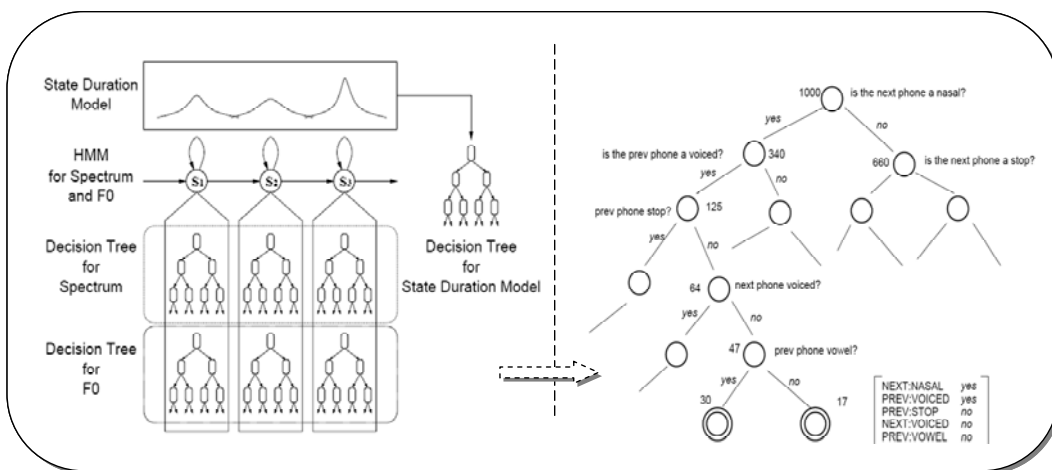 State Duration
Model
HMM
for Spectrum
and F0
S1
S2
S3
Decision Tree
for
Spectrum
Decision Tree
for
State Duration Model
Decision Tree
for
F0
1000
is the next phone a nasal?
yes
no
is the prev phone a voiced?
340
660
is the next phone a stop?
yes
no
prev phone stop?
125
yes
no
64
next phone voiced?
yes
no
47
prev phone vowel?
yes
no
30
17
NEXT:NASAL yes
PREV:VOICED yes
PREV:STOP no
NEXT:VOICED no
PREV:VOWEL no